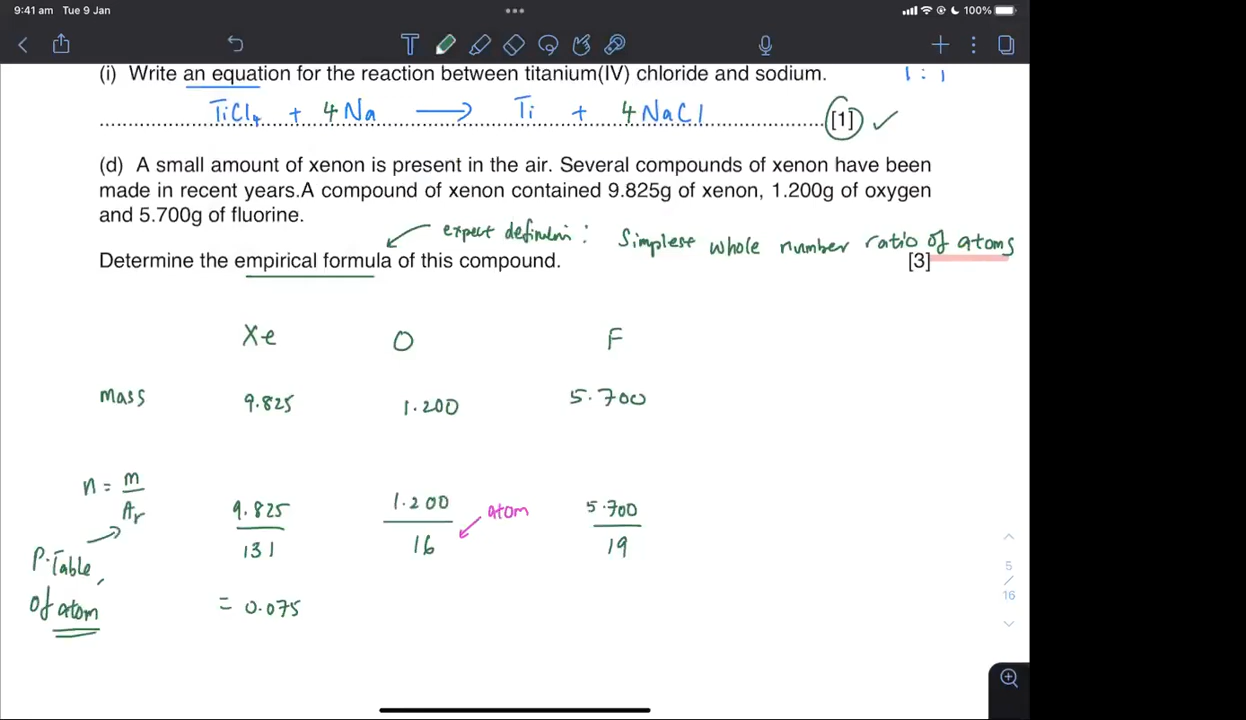 9:41 am Tue 9 Jan
100%
(i) Write an equation for the reaction between titanium(IV) chloride and sodium.
1 : 1
TiCl4 + 4Na → Ti + 4NaCl [1] ✓
(d) A small amount of xenon is present in the air. Several compounds of xenon have been
made in recent years.A compound of xenon contained 9.825g of xenon, 1.200g of oxygen
and 5.700g of fluorine.
expect definition : Simplest whole number ratio of atoms
Determine the empirical formula of this compound. [3]
Xe O F
mass 9.825 1.200 5.700
n = m/Ar 9.825/131 1.200/16 5.700/19
atom
P.Table,
of atom
= 0.075
5
/
16